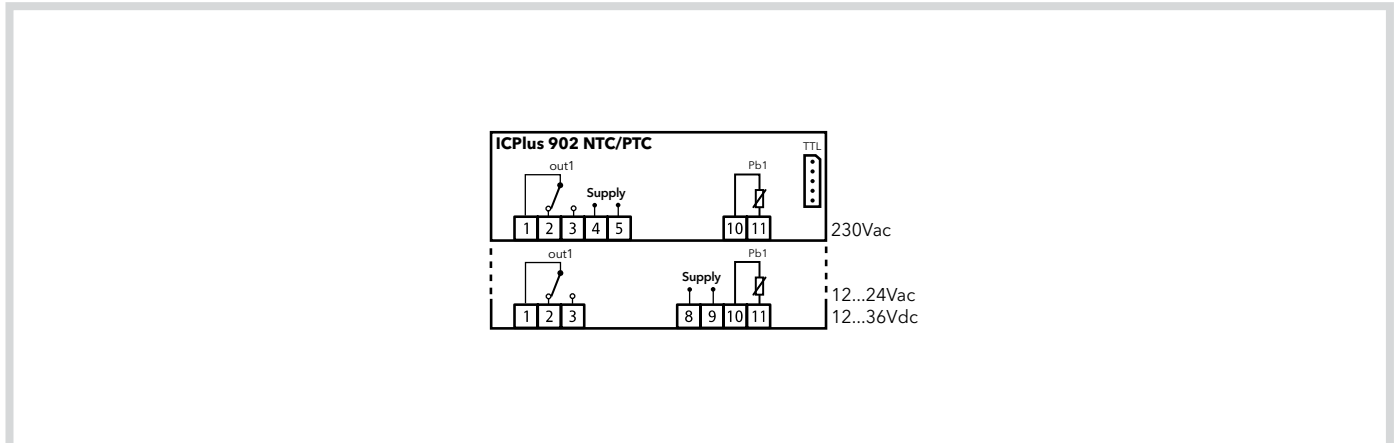 ICPlus 902 NTC/PTC
TTL
out1
Pb1
Supply
1 2 3 4 5
10 11
230Vac
out1
Pb1
Supply
12...24Vac
1 2 3
8 9 10 11
12...36Vdc